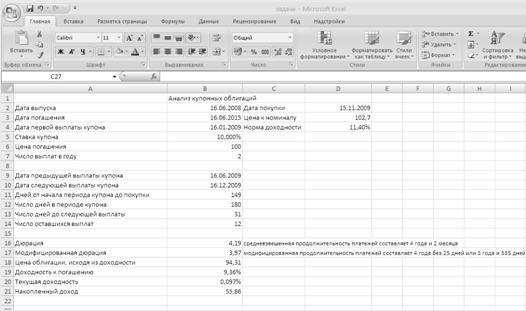 задачи - Microsoft Excel
Главная Вставка Разметка страницы Формулы Данные Рецензирование Вид Надстройки
Вставить
Calibri 11
Ж К Ч
Общий
Условное форматирование
Форматировать как таблицу
Стили ячеек
Вставить
Удалить
Формат
Сортировка и фильтр
Буфер обмена Шрифт Выравнивание Число Стили Ячейки
C27
A B C D E F G H I
1 Анализ купонных облигаций
2 Дата выпуска 16.06.2008 Дата покупки 15.11.2009
3 Дата погашения 16.06.2015 Цена к номиналу 102,7
4 Дата первой выплаты купона 16.01.2009 Норма доходности 11,40%
5 Ставка купона 10,000%
6 Цена погашения 100
7 Число выплат в году 2
8
9 Дата предыдущей выплаты купона 16.06.2009
10 Дата следующей выплаты купона 16.12.2009
11 Дней от начала периода купона до покупки 149
12 Число дней в периоде купона 180
13 Число дней до следующей выплаты 31
14 Число оставшихся выплат 12
15
16 Дюрация 4,19 средневзвешенная продолжительность платежей составляет 4 года и 2 месяца
17 Модифицированная дюрация 3,97 модифицированная продолжительность платежей составляет 4 года без 25 дней или 3 года и 335 дней
18 Цена облигации, исходя из доходности 94,31
19 Доходность к погашению 9,36%
20 Текущая доходность 0,097%
21 Накопленный доход 55,86
22